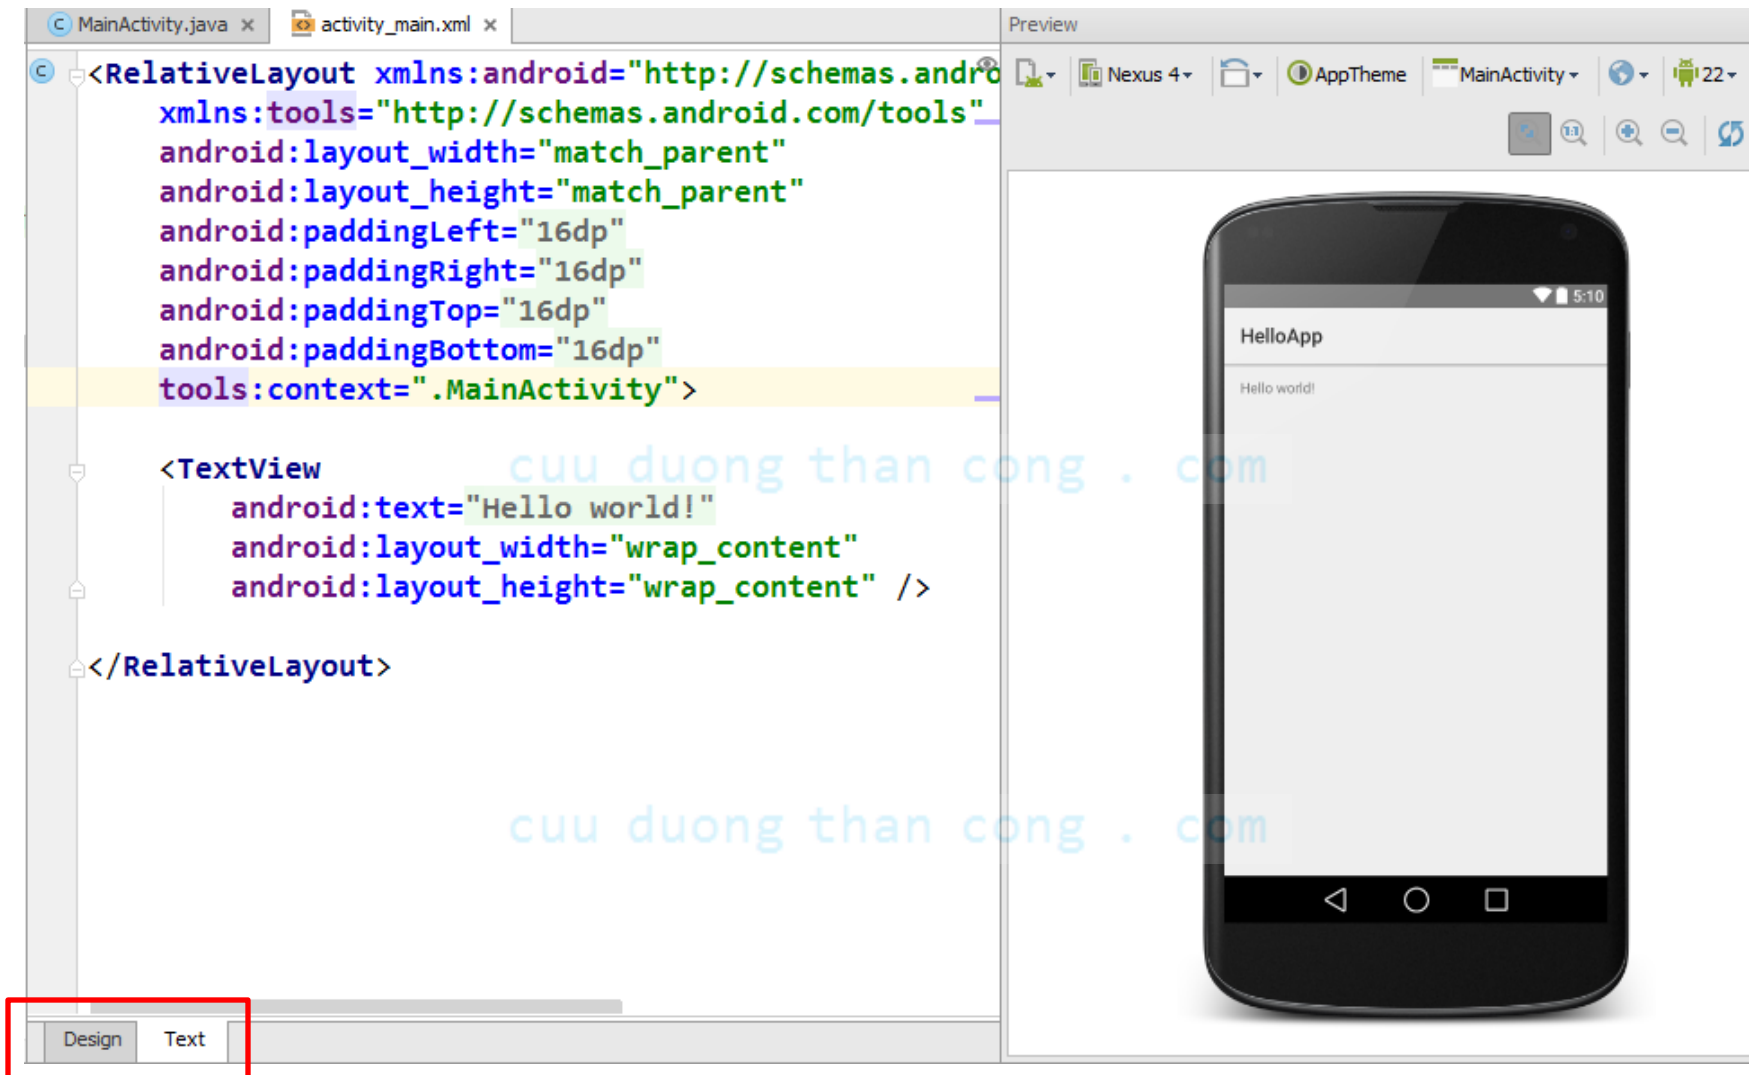 MainActivity.java
activity_main.xml
Preview
<RelativeLayout xmlns:android="http://schemas.andro
xmlns:tools="http://schemas.android.com/tools"
android:layout_width="match_parent"
android:layout_height="match_parent"
android:paddingLeft="16dp"
android:paddingRight="16dp"
android:paddingTop="16dp"
android:paddingBottom="16dp"
tools:context=".MainActivity">
<TextView
android:text="Hello world!"
android:layout_width="wrap_content"
android:layout_height="wrap_content" />
</RelativeLayout>
Design
Text
Nexus 4
AppTheme
MainActivity
22
1:1
5:10
HelloApp
Hello world!
cuu duong than cong . com
cuu duong than cong . com